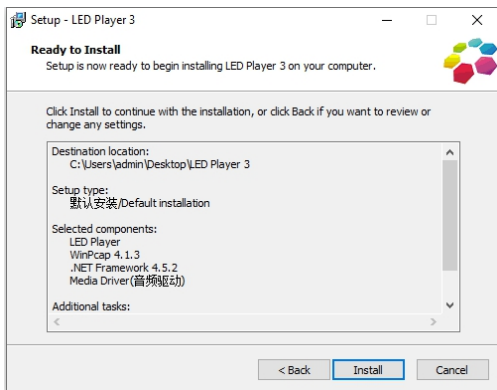 Setup - LED Player 3
Ready to Install
Setup is now ready to begin installing LED Player 3 on your computer.
Click Install to continue with the installation, or click Back if you want to review or
change any settings.
Destination location:
C:\Users\admin\Desktop\LED Player 3
Setup type:
默认安装/Default installation
Selected components:
LED Player
WinPcap 4.1.3
.NET Framework 4.5.2
Media Driver(音频驱动)
Additional tasks:
< Back
Install
Cancel